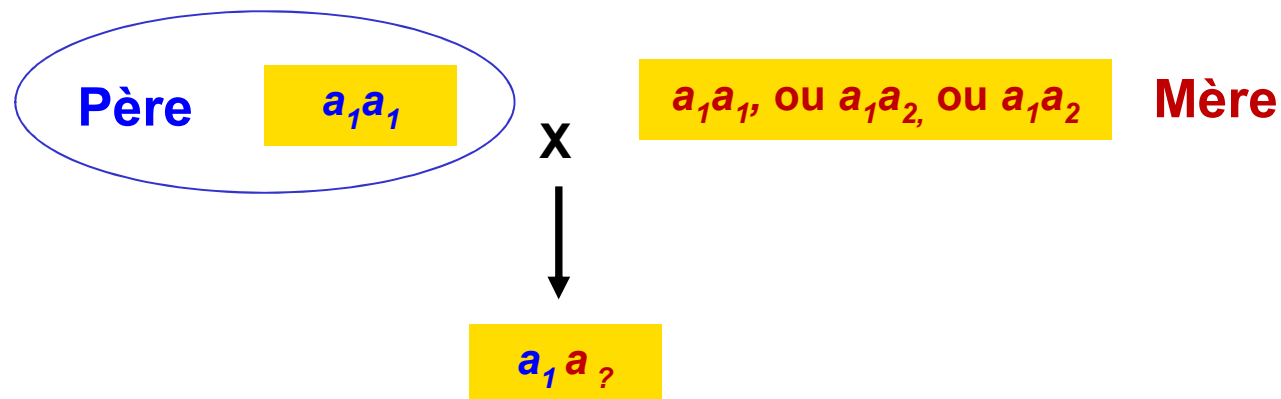 Père a₁a₁ X a₁a₁, ou a₁a₂, ou a₁a₂ Mère
a₁ a ?